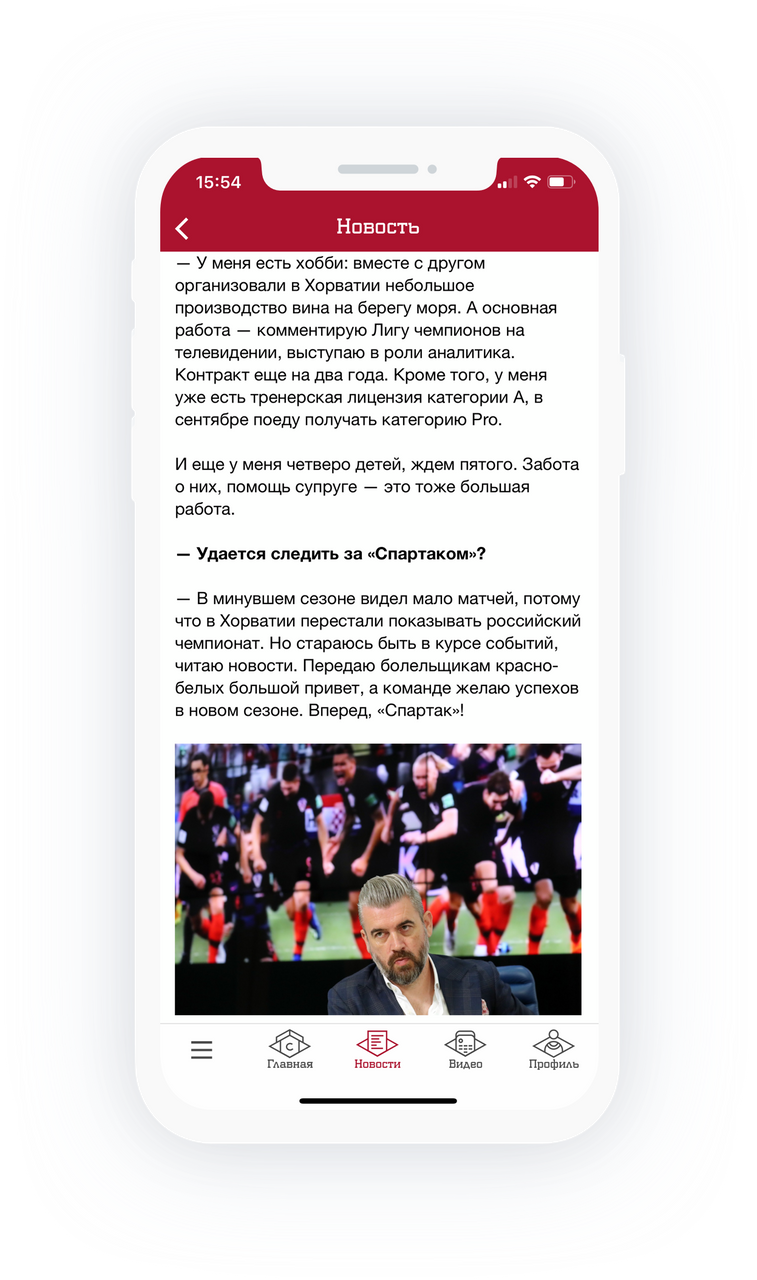 15:54
Новость
— У меня есть хобби: вместе с другом
организовали в Хорватии небольшое
производство вина на берегу моря. А основная
работа — комментирую Лигу чемпионов на
телевидении, выступаю в роли аналитика.
Контракт еще на два года. Кроме того, у меня
уже есть тренерская лицензия категории А, в
сентябре поеду получать категорию Pro.
И еще у меня четверо детей, ждем пятого. Забота
о них, помощь супруге — это тоже большая
работа.
— Удается следить за «Спартаком»?
— В минувшем сезоне видел мало матчей, потому
что в Хорватии перестали показывать российский
чемпионат. Но стараюсь быть в курсе событий,
читаю новости. Передаю болельщикам красно-
белых большой привет, а команде желаю успехов
в новом сезоне. Вперед, «Спартак»!
Главная
Новости
Видео
Профиль